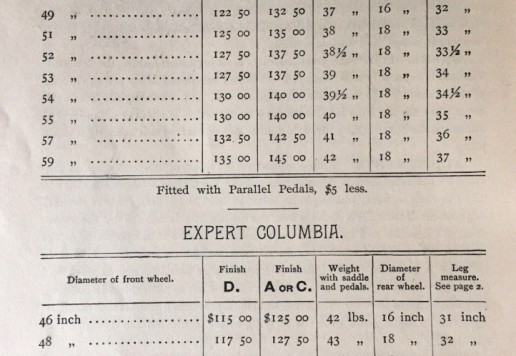 49 „ .................... 122 50 132 50 37 „ 16 „ 32 „
51 „ .................... 125 00 135 00 38 „ 18 „ 33 „
52 „ .................... 127 50 137 50 38½ „ 18 „ 33½ „
53 „ .................... 127 50 137 50 39 „ 18 „ 34 „
54 „ .................... 130 00 140 00 39½ „ 18 „ 34½ „
55 „ .................... 130 00 140 00 40 „ 18 „ 35 „
57 „ .................... 132 50 142 50 41 „ 18 „ 36 „
59 „ .................... 135 00 145 00 42 „ 18 „ 37 „
Fitted with Parallel Pedals, $5 less.
EXPERT COLUMBIA.
Diameter of front wheel. Finish D. Finish A OR C. Weight with saddle and pedals. Diameter of rear wheel. Leg measure. See page 2.
46 inch .................... $115 00 $125 00 42 lbs. 16 inch 31 inch
48 „ .................... 117 50 127 50 43 „ 18 „ 32 „